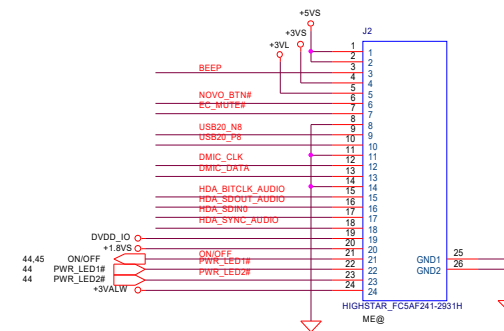 +5VS
+3VS
+3VL
J2
1 1
2 2
BEEP 3 3
4 4
5 5
NOVO_BTN# 6 6
EC_MUTE# 7 7
8 8
USB20_N8 9 9
USB20_P8 10 10
11 11
DMIC_CLK 12 12
DMIC_DATA 13 13
14 14
HDA_BITCLK_AUDIO 15 15
HDA_SDOUT_AUDIO 16 16
HDA_SDIN0 17 17
HDA_SYNC_AUDIO 18 18
DVDD_IO 19 19
+1.8VS 20 20
44,45 ON/OFF ON/OFF 21 21 GND1 25
44 PWR_LED1# PWR_LED1# 22 22 GND2 26
44 PWR_LED2# PWR_LED2# 23 23
+3VALW 24 24
HIGHSTAR_FC5AF241-2931H
ME@